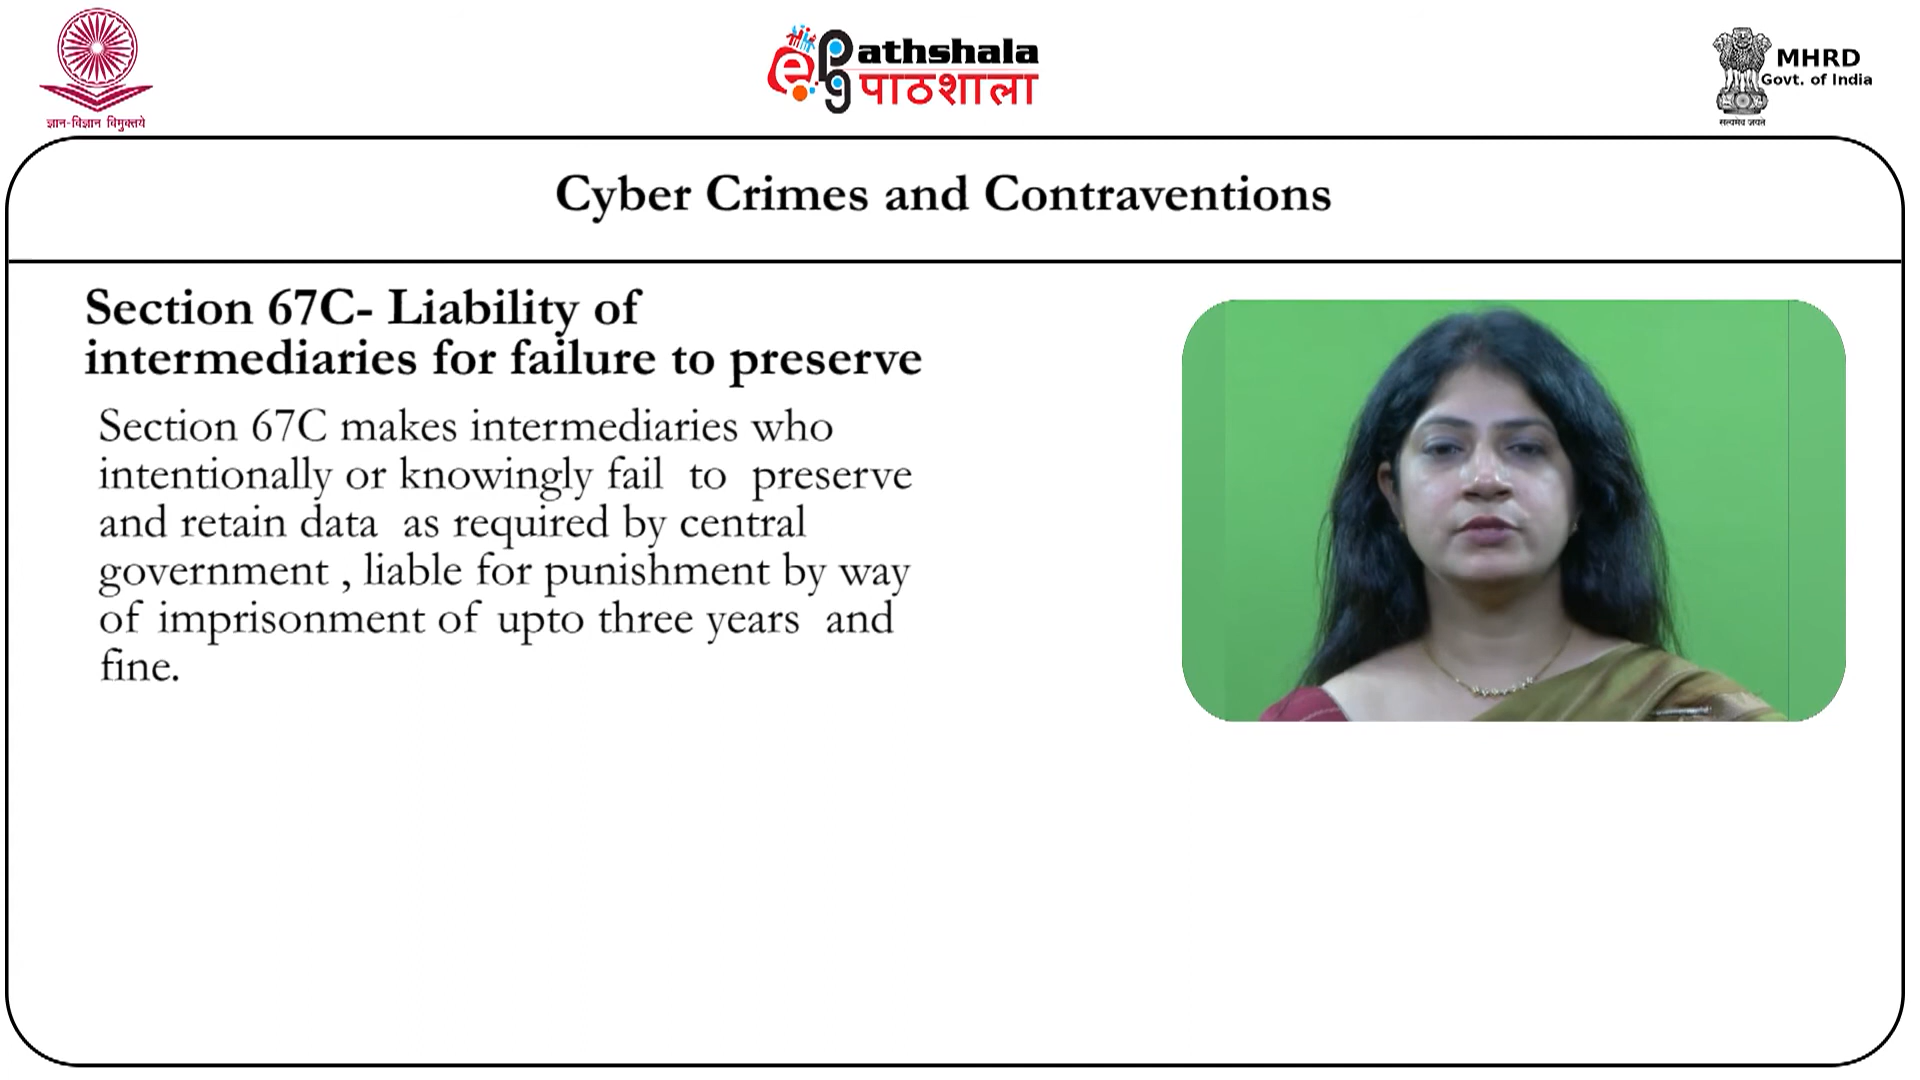 ज्ञान-विज्ञान विमुक्तये
ePathshala
पाठशाला
MHRD
Govt. of India
सत्यमेव जयते
Cyber Crimes and Contraventions
Section 67C- Liability of
intermediaries for failure to preserve
Section 67C makes intermediaries who
intentionally or knowingly fail to preserve
and retain data as required by central
government , liable for punishment by way
of imprisonment of upto three years and
fine.